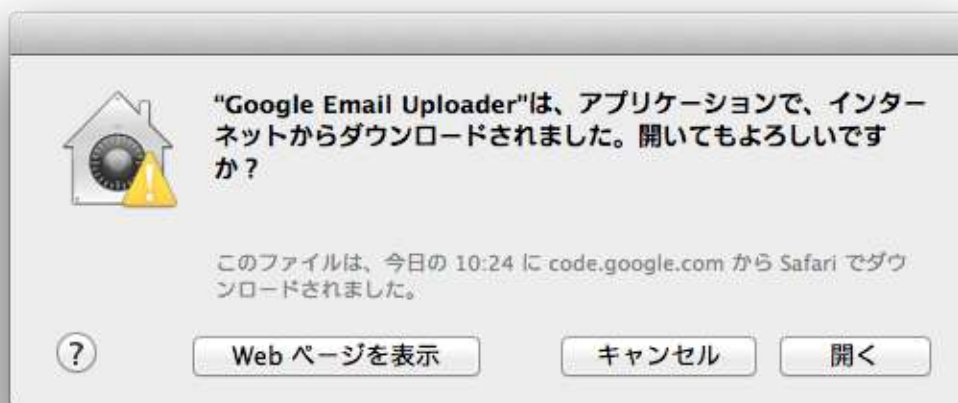 “Google Email Uploader"は、アプリケーションで、インター
ネットからダウンロードされました。開いてもよろしいです
か？
このファイルは、今日の 10:24 に code.google.com から Safari でダウ
ンロードされました。
? Web ページを表示 キャンセル 開く